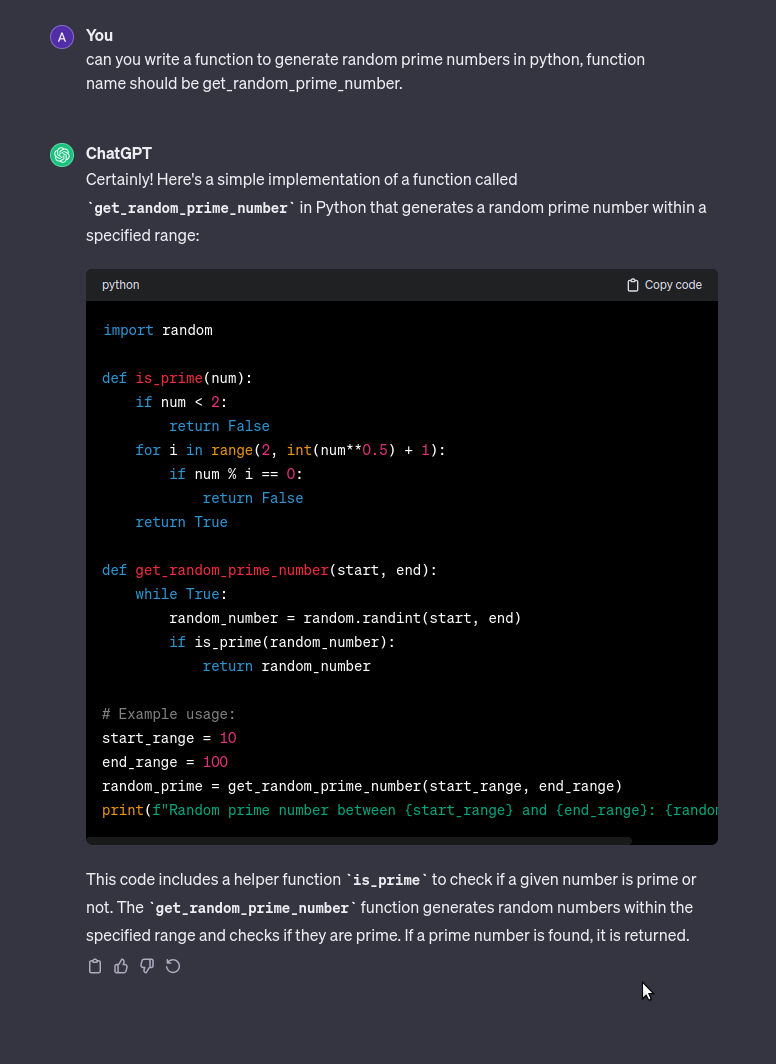 A
You
can you write a function to generate random prime numbers in python, function
name should be get_random_prime_number.
ChatGPT
Certainly! Here's a simple implementation of a function called
`get_random_prime_number` in Python that generates a random prime number within a
specified range:
python
Copy code
import random
def is_prime(num):
    if num < 2:
        return False
    for i in range(2, int(num**0.5) + 1):
        if num % i == 0:
            return False
    return True
def get_random_prime_number(start, end):
    while True:
        random_number = random.randint(start, end)
        if is_prime(random_number):
            return random_number
# Example usage:
start_range = 10
end_range = 100
random_prime = get_random_prime_number(start_range, end_range)
print(f"Random prime number between {start_range} and {end_range}: {random
This code includes a helper function `is_prime` to check if a given number is prime or
not. The `get_random_prime_number` function generates random numbers within the
specified range and checks if they are prime. If a prime number is found, it is returned.